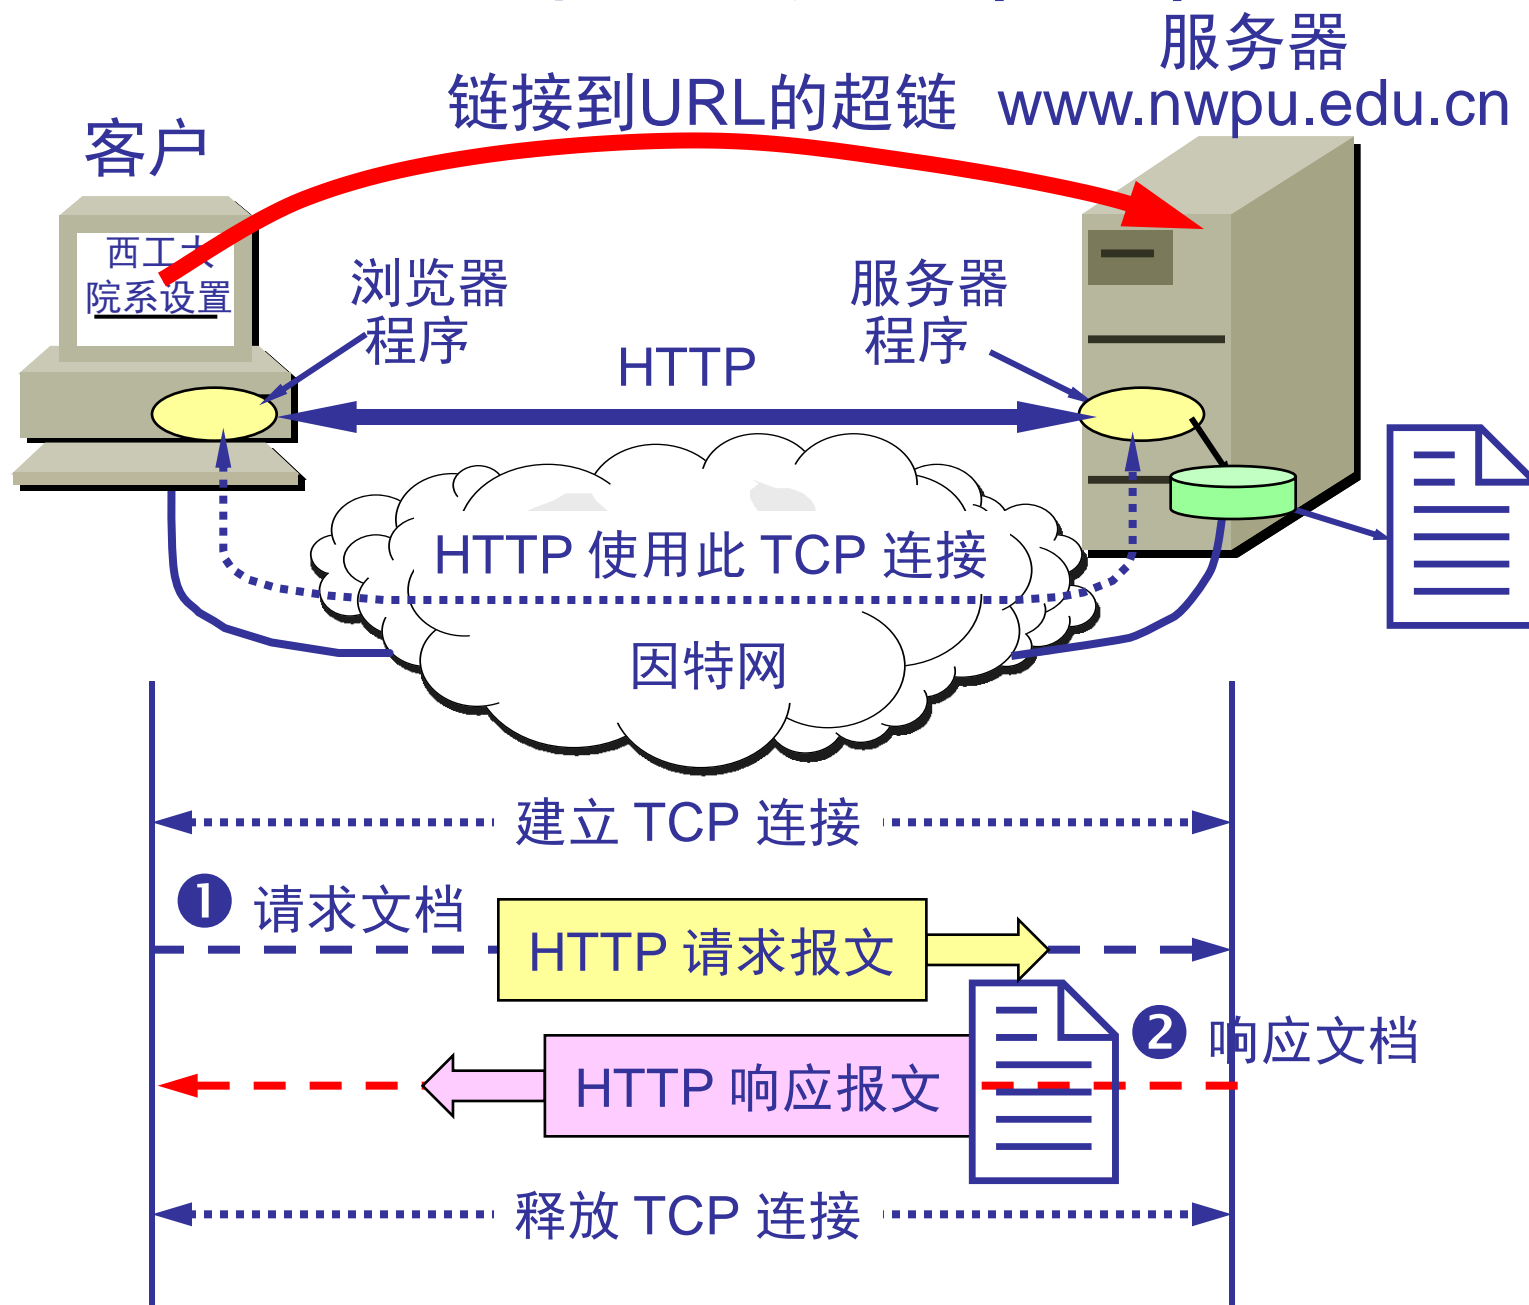 服务器
链接到URL的超链
www.nwpu.edu.cn
客户
西工大
院系设置
浏览器
程序
服务器
程序
HTTP
HTTP 使用此 TCP 连接
因特网
建立 TCP 连接
❶ 请求文档
HTTP 请求报文
❷ 响应文档
HTTP 响应报文
释放 TCP 连接